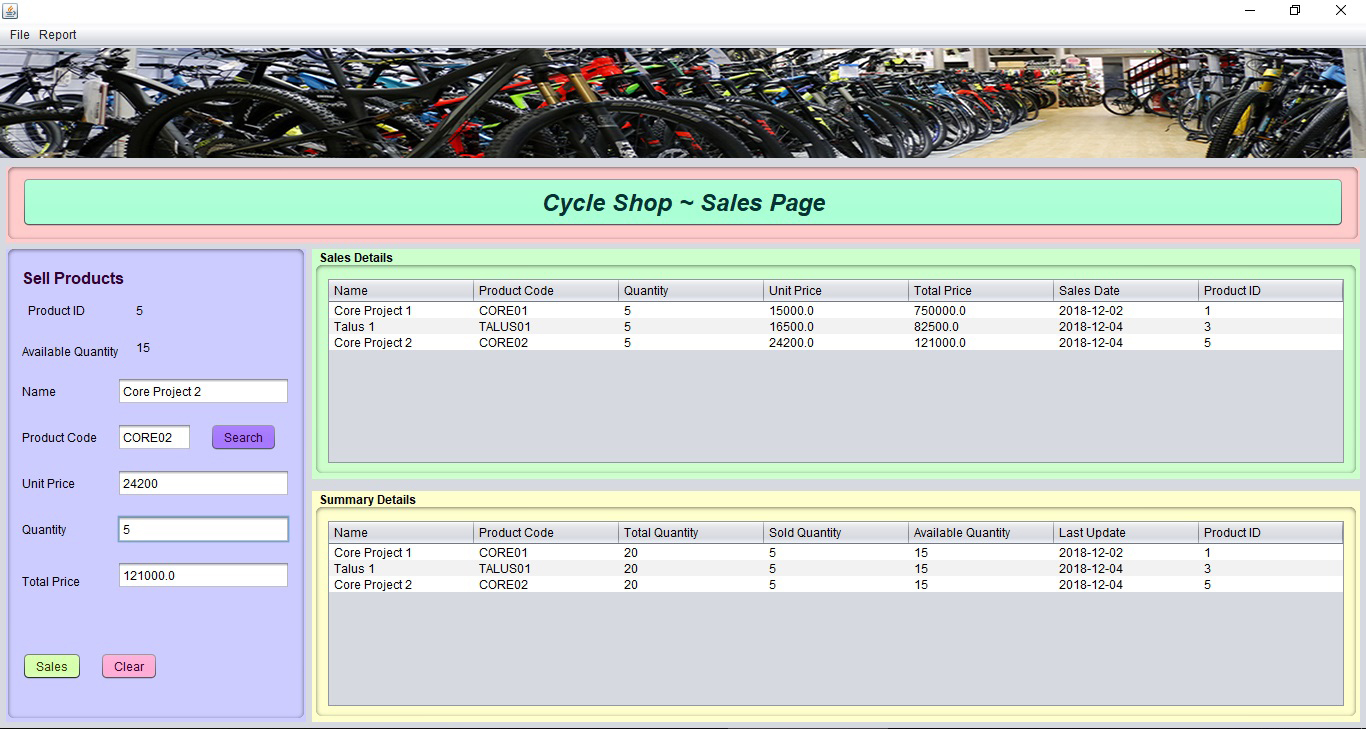 File Report
Cycle Shop ~ Sales Page
Sell Products
Product ID 5
Available Quantity 15
Name Core Project 2
Product Code CORE02 Search
Unit Price 24200
Quantity 5
Total Price 121000.0
Sales Clear
Sales Details
Name Product Code Quantity Unit Price Total Price Sales Date Product ID
Core Project 1 CORE01 5 15000.0 750000.0 2018-12-02 1
Talus 1 TALUS01 5 16500.0 82500.0 2018-12-04 3
Core Project 2 CORE02 5 24200.0 121000.0 2018-12-04 5
Summary Details
Name Product Code Total Quantity Sold Quantity Available Quantity Last Update Product ID
Core Project 1 CORE01 20 5 15 2018-12-02 1
Talus 1 TALUS01 20 5 15 2018-12-04 3
Core Project 2 CORE02 20 5 15 2018-12-04 5